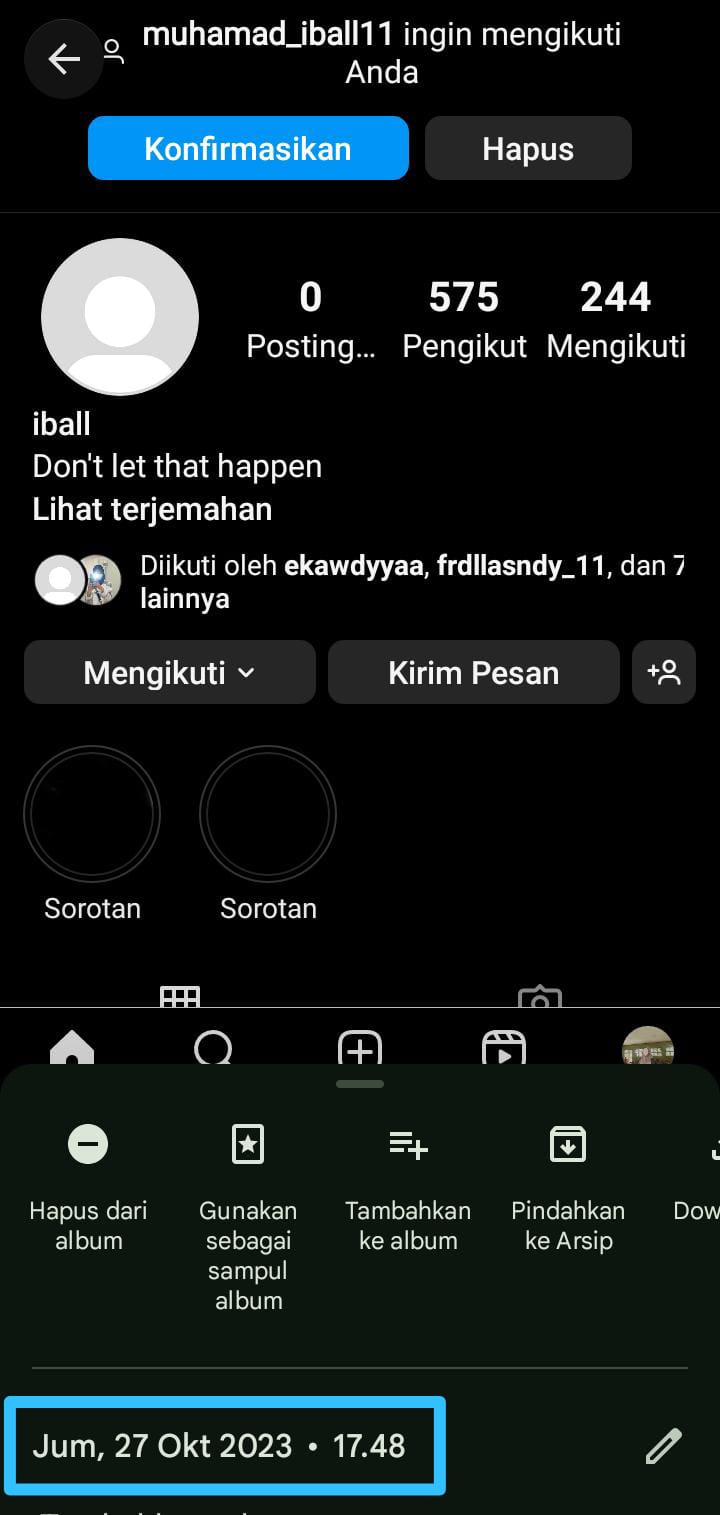 muhamad_iball11 ingin mengikuti
Anda
Konfirmasikan
Hapus
0
575
244
Posting...
Pengikut
Mengikuti
iball
Don't let that happen
Lihat terjemahan
Diikuti oleh ekawdyyaa, frdllasndy_11, dan 7
lainnya
Mengikuti
Kirim Pesan
Sorotan
Sorotan
Hapus dari
album
Gunakan
sebagai
sampul
album
Tambahkan
ke album
Pindahkan
ke Arsip
Dow
Jum, 27 Okt 2023 • 17.48